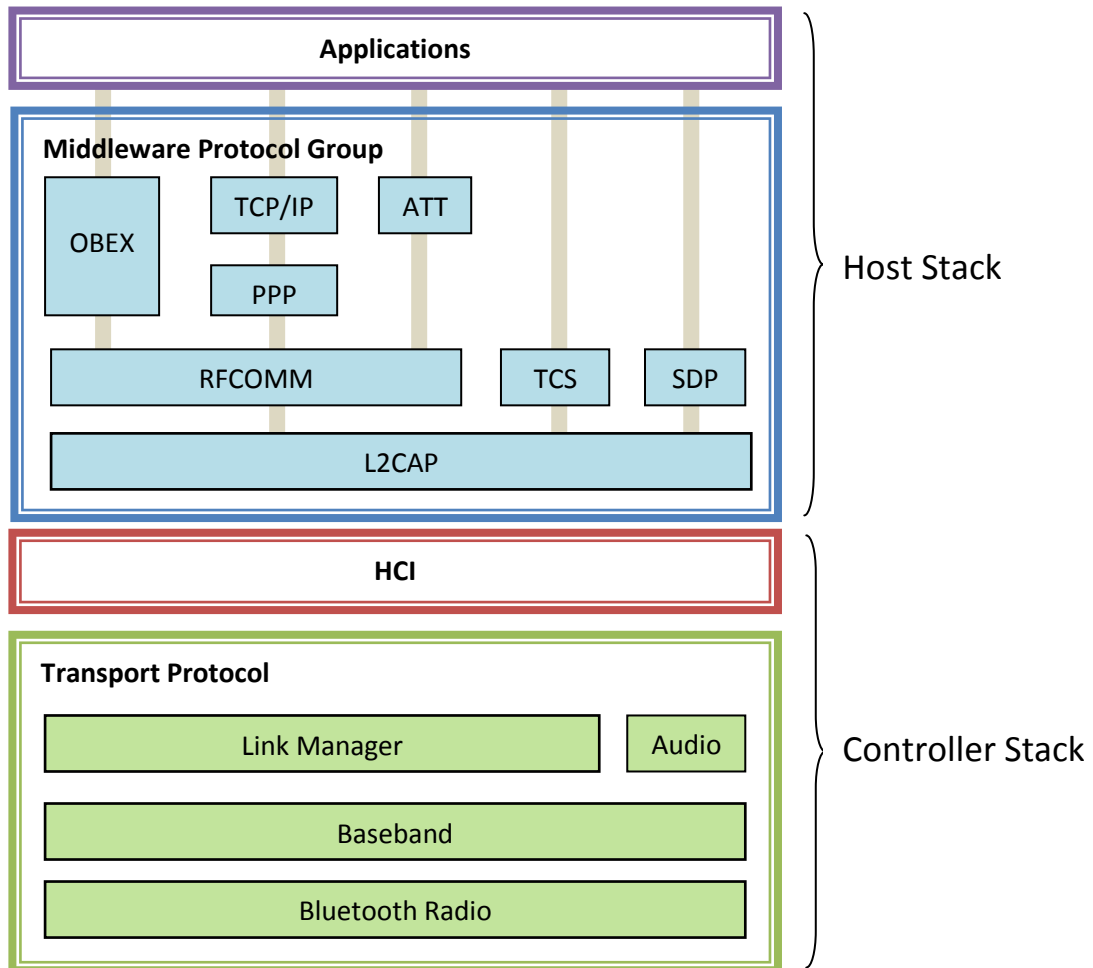 Applications
Middleware Protocol Group
OBEX
TCP/IP
ATT
PPP
RFCOMM
TCS
SDP
L2CAP
Host Stack
HCI
Transport Protocol
Link Manager
Audio
Baseband
Bluetooth Radio
Controller Stack